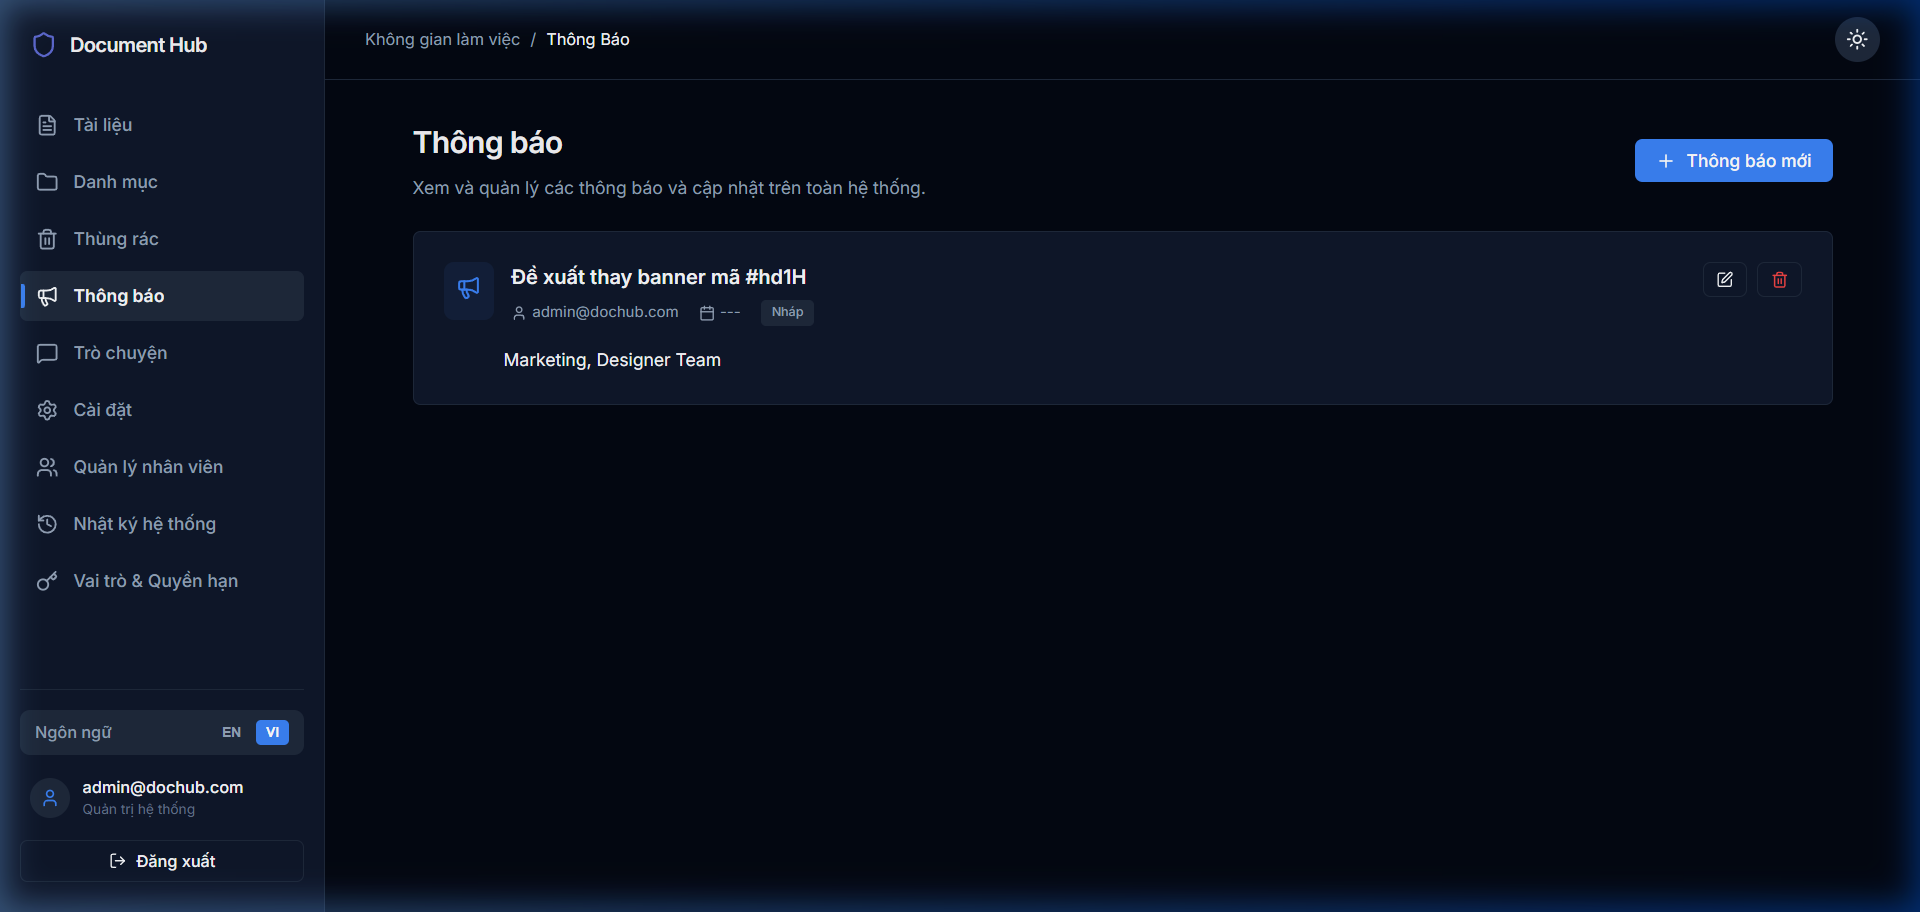 Document Hub
Tài liệu
Danh mục
Thùng rác
Thông báo
Trò chuyện
Cài đặt
Quản lý nhân viên
Nhật ký hệ thống
Vai trò & Quyền hạn
Ngôn ngữ EN VI
admin@dochub.com
Quản trị hệ thống
Đăng xuất
Không gian làm việc / Thông Báo
Thông báo
Xem và quản lý các thông báo và cập nhật trên toàn hệ thống.
Thông báo mới
Đề xuất thay banner mã #hd1H
admin@dochub.com --- Nháp
Marketing, Designer Team